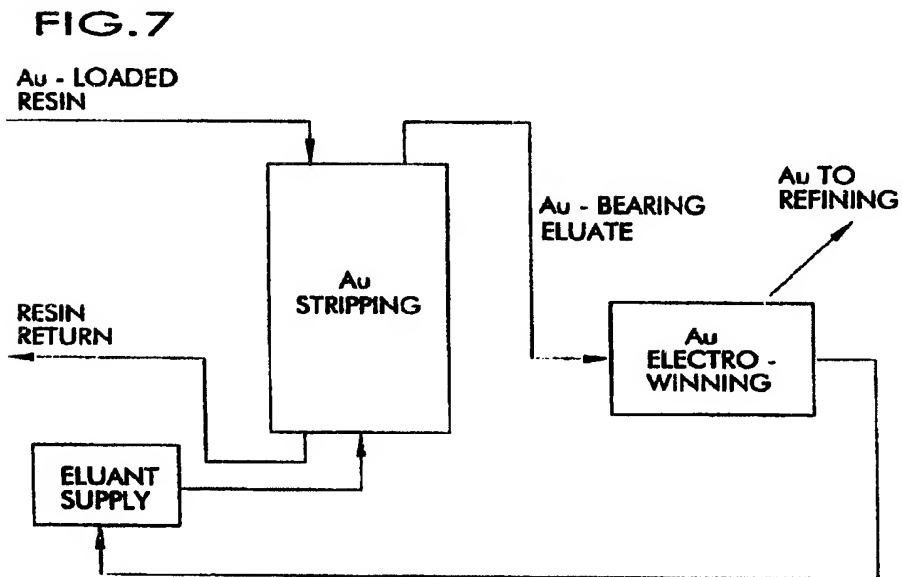 FIG.7
Au - LOADED
RESIN
Au TO
REFINING
Au - BEARING
ELUATE
Au
STRIPPING
RESIN
RETURN
Au
ELECTRO -
WINNING
ELUANT
SUPPLY